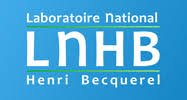 Laboratoire National
LNHB
Henri Becquerel